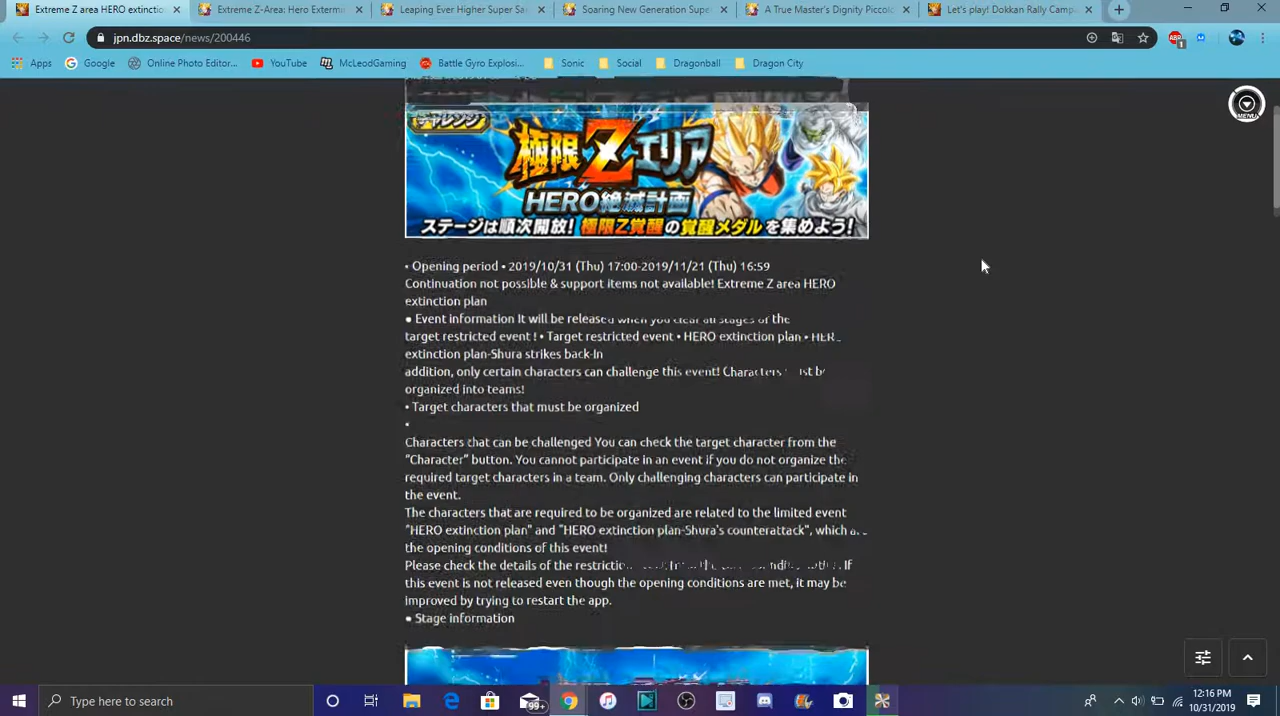 Extreme Z area HERO extinctio
Extreme Z-Area: Hero Extermi
Leaping Ever Higher Super Sa
Soaring New Generation Supe
A True Master's Dignity Piccol
Let's play! Dokkan Rally Camp
jpn.dbz.space/news/200446
Apps
Google
Online Photo Editor...
YouTube
McLeodGaming
Battle Gyro Explosi...
Sonic
Social
Dragonball
Dragon City
MENU
チャレンジ
極限Zエリア
HERO絶滅計画
ステージは順次開放!極限Z覚醒の覚醒メダルを集めよう!
• Opening period • 2019/10/31 (Thu) 17:00-2019/11/21 (Thu) 16:59
Continuation not possible & support items not available! Extreme Z area HERO
extinction plan
● Event information It will be released when you clear all stages of the
target restricted event ! • Target restricted event • HERO extinction plan • HER
extinction plan-Shura strikes back-In
addition, only certain characters can challenge this event! Characters must be
organized into teams!
• Target characters that must be organized
•
Characters that can be challenged You can check the target character from the
"Character" button. You cannot participate in an event if you do not organize the
required target characters in a team. Only challenging characters can participate in
the event.
The characters that are required to be organized are related to the limited event
"HERO extinction plan" and "HERO extinction plan-Shura's counterattack", which a
the opening conditions of this event!
Please check the details of the If
this event is not released even though the opening conditions are met, it may be
improved by trying to restart the app.
● Stage information
Type here to search
99+
12:16 PM
10/31/2019